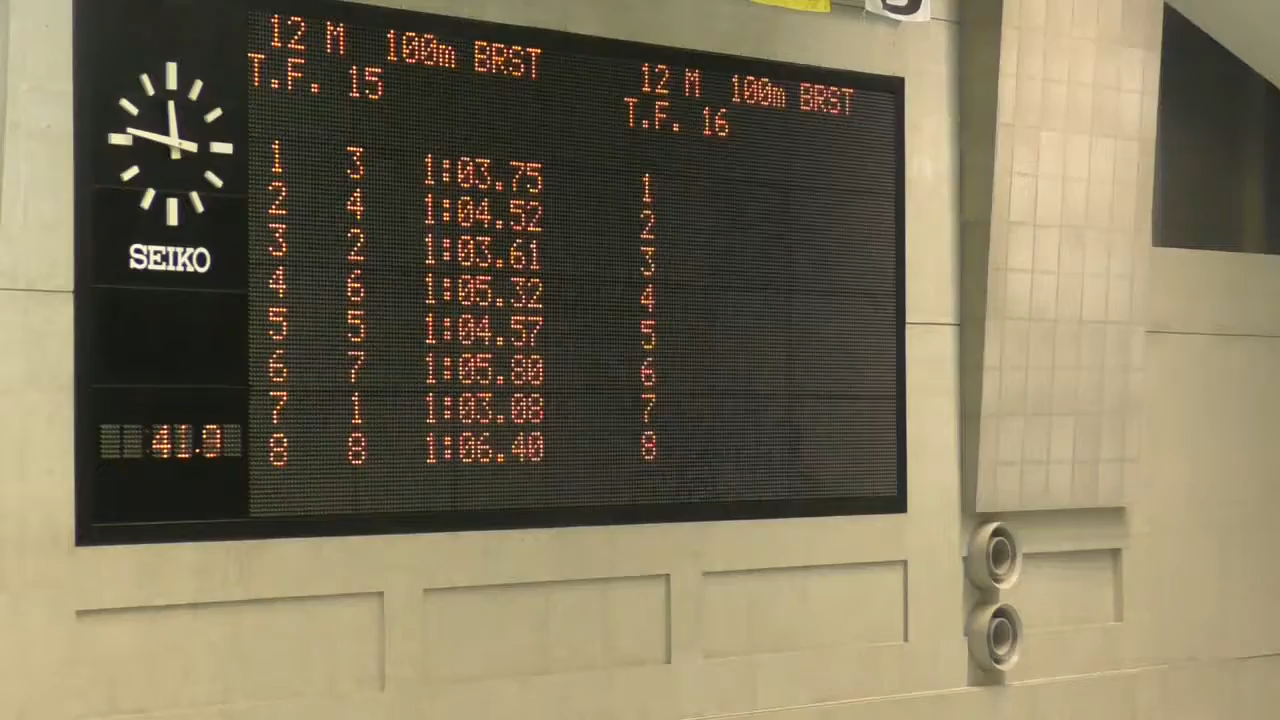 12 M 100m BRST
T.F. 15
1 3 1:03.75
2 4 1:04.52
3 2 1:03.61
4 6 1:05.32
5 5 1:04.57
6 7 1:05.80
7 1 1:03.08
8 8 1:06.40
12 M 100m BRST
T.F. 16
1
2
3
4
5
6
7
8
SEIKO
41.9